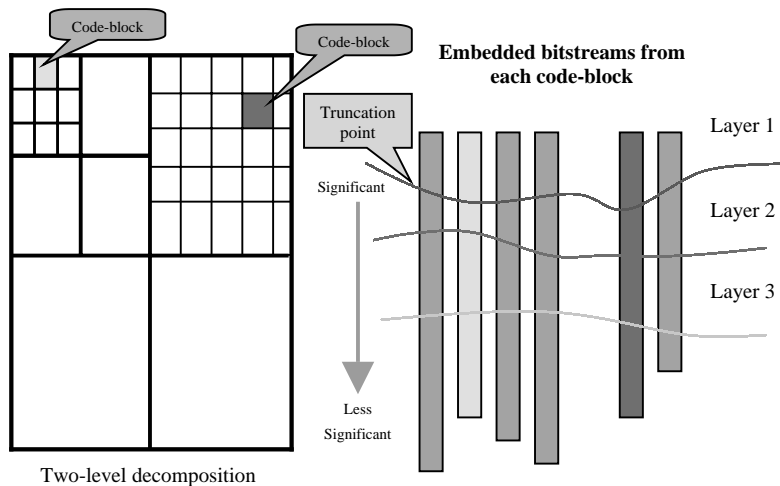 Code-block
Code-block
Embedded bitstreams from
each code-block
Truncation
point
Layer 1
Significant
Layer 2
Layer 3
Less
Significant
Two-level decomposition